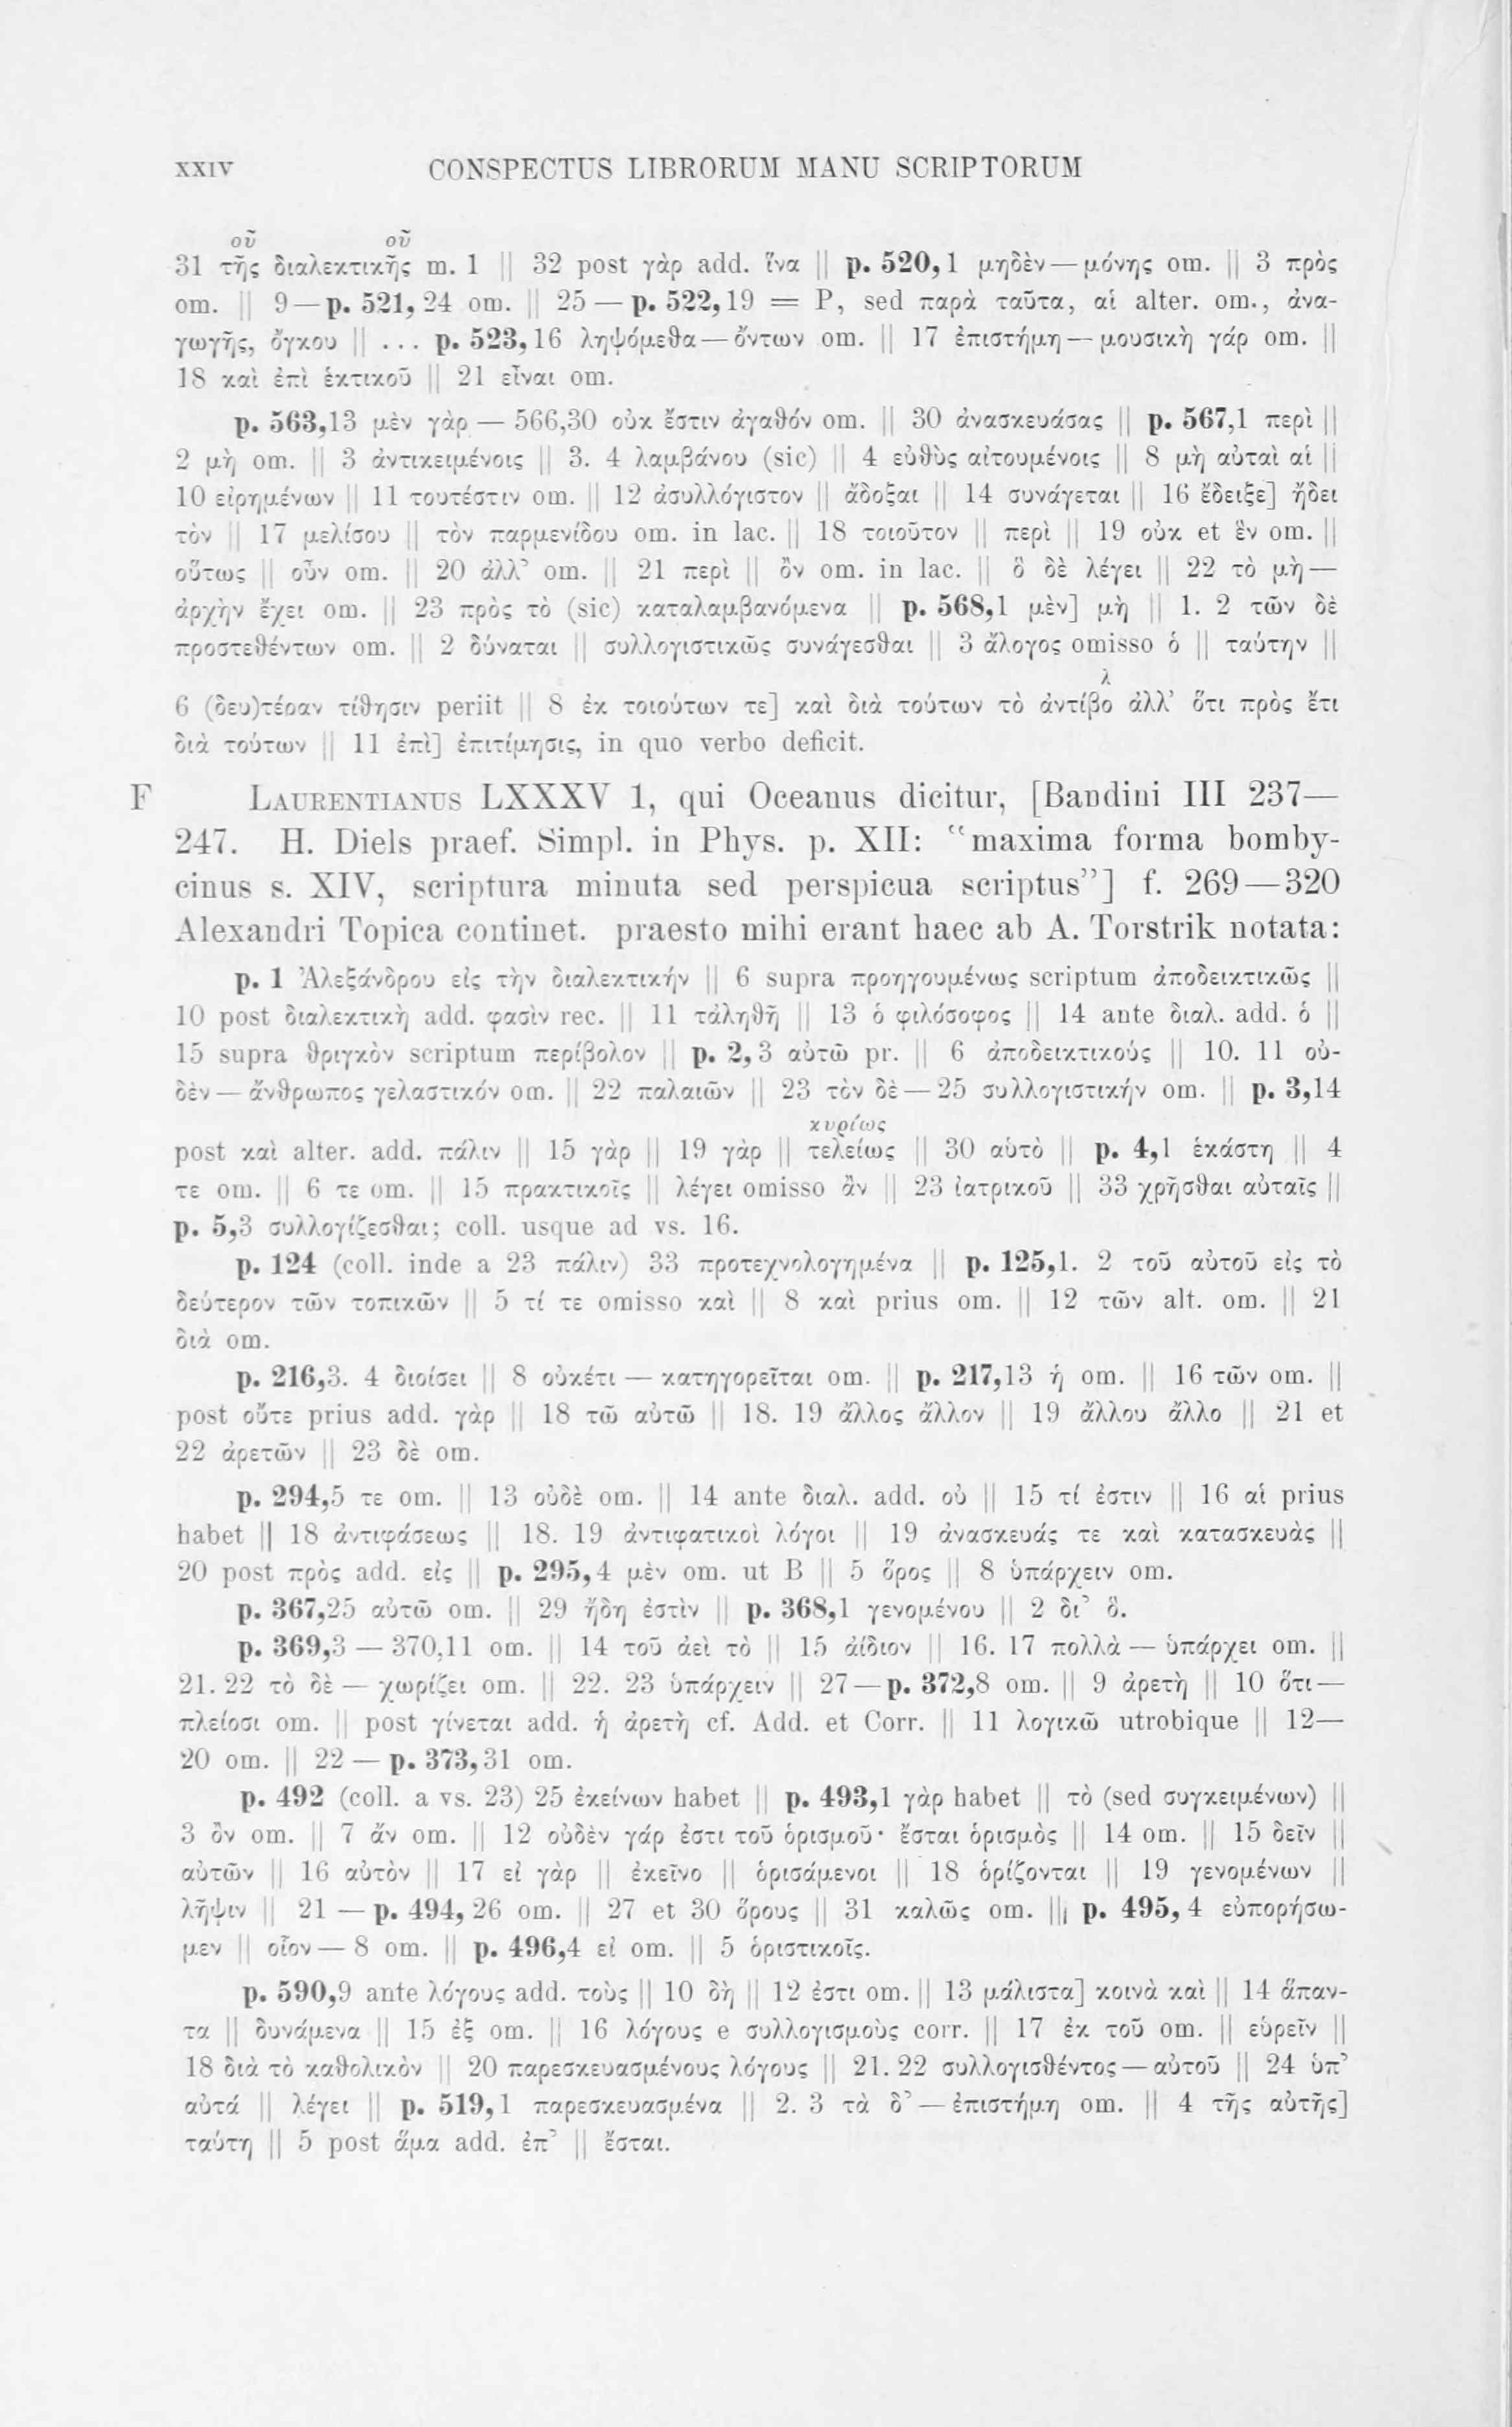 XXIV CONSPECTUS LIBRORUM MANU SCRIPTORUM
οῦ οῦ
31 τῆς διαλεκτικῆς m. 1 || 32 post γὰρ add. ἵνα || p. 520,1 μηδὲν — μόνης om. || 3 πρὸς
om. || 9 — p. 521, 24 om. || 25 — p. 522,19 = P, sed παρὰ ταῦτα, αἱ alter. om., ἀνα-
γωγῆς, ὄγκου || ... p. 523,16 ληψόμεθα — ὄντων om. || 17 ἐπιστήμη — μουσικὴ γάρ om. ||
18 καὶ ἐπὶ ἑκτικοῦ || 21 εἶναι om.
p. 563,13 μὲν γὰρ — 566,30 οὐκ ἔστιν ἀγαθόν om. || 30 ἀνασκευάσας || p. 567,1 περὶ ||
2 μὴ om. || 3 ἀντικειμένοις || 3. 4 λαμβάνου (sic) || 4 εὐθὺς αἰτουμένοις || 8 μὴ αὐταὶ αἱ ||
10 εἰρημένων || 11 τουτέστιν om. || 12 ἀσυλλόγιστον || ἄδοξαι || 14 συνάγεται || 16 ἔδειξε] ᾔδει
τὸν || 17 μελίσου || τὸν παρμενίδου om. in lac. || 18 τοιοῦτον || περὶ || 19 οὐκ et ἓν om. ||
οὕτως || οὖν om. || 20 ἀλλ’ om. || 21 περὶ || ὂν om. in lac. || ὃ δὲ λέγει || 22 τὸ μὴ —
ἀρχὴν ἔχει om. || 23 πρὸς τὸ (sic) καταλαμβανόμενα || p. 568,1 μὲν] μὴ || 1. 2 τῶν δὲ
προστεθέντων om. || 2 δύναται || συλλογιστικῶς συνάγεσθαι || 3 ἄλογος omisso ὁ || ταύτην ||
λ
6 (δευ)τέραν τίθησιν periit || 8 ἐκ τοιούτων τε] καὶ διὰ τούτων τὸ ἀντίβο ἀλλ’ ὅτι πρὸς ἔτι
διὰ τούτων || 11 ἐπὶ] ἐπιτίμησις, in quo verbo deficit.
F LAURENTIANUS LXXXV 1, qui Oceanus dicitur, [Bandini III 237—
247. H. Diels praef. Simpl. in Phys. p. XII: “maxima forma bomby-
cinus s. XIV, scriptura minuta sed perspicua scriptus”] f. 269—320
Alexandri Topica continet. praesto mihi erant haec ab A. Torstrik notata:
p. 1 Ἀλεξάνδρου εἰς τὴν διαλεκτικήν || 6 supra προηγουμένως scriptum ἀποδεικτικῶς ||
10 post διαλεκτικὴ add. φασὶν rec. || 11 τἀληθῆ || 13 ὁ φιλόσοφος || 14 ante διαλ. add. ὁ ||
15 supra θριγκὸν scriptum περίβολον || p. 2,3 αὐτῶ pr. || 6 ἀποδεικτικούς || 10. 11 οὐ-
δὲν — ἄνθρωπος γελαστικόν om. || 22 παλαιῶν || 23 τὸν δὲ — 25 συλλογιστικήν om. || p. 3,14
κυρίως
post καὶ alter. add. πάλιν || 15 γὰρ || 19 γὰρ || τελείως || 30 αὐτὸ || p. 4,1 ἑκάστη || 4
τε om. || 6 τε om. || 15 πρακτικοῖς || λέγει omisso ἂν || 23 ἰατρικοῦ || 33 χρῆσθαι αὐταῖς ||
p. 5,3 συλλογίζεσθαι; coll. usque ad vs. 16.
p. 124 (coll. inde a 23 πάλιν) 33 προτεχνολογημένα || p. 125,1. 2 τοῦ αὐτοῦ εἰς τὸ
δεύτερον τῶν τοπικῶν || 5 τί τε omisso καὶ || 8 καὶ prius om. || 12 τῶν alt. om. || 21
διὰ om.
p. 216,3. 4 διοίσει || 8 οὐκέτι — κατηγορεῖται om. || p. 217,13 ἡ om. || 16 τῶν om. ||
post οὔτε prius add. γὰρ || 18 τῶ αὐτῶ || 18. 19 ἄλλος ἄλλον || 19 ἄλλου ἄλλο || 21 et
22 ἀρετῶν || 23 δὲ om.
p. 294,5 τε om. || 13 οὐδὲ om. || 14 ante διαλ. add. οὐ || 15 τί ἐστιν || 16 αἱ prius
habet || 18 ἀντιφάσεως || 18. 19 ἀντιφατικοὶ λόγοι || 19 ἀνασκευάς τε καὶ κατασκευὰς ||
20 post πρὸς add. εἰς || p. 295,4 μὲν om. ut B || 5 ὅρος || 8 ὑπάρχειν om.
p. 367,25 αὐτῶ om. || 29 ἤδη ἐστὶν || p. 368,1 γενομένου || 2 δι’ ὅ.
p. 369,3 — 370,11 om. || 14 τοῦ ἀεὶ τὸ || 15 ἀίδιον || 16. 17 πολλὰ — ὑπάρχει om. ||
21. 22 τὸ δὲ — χωρίζει om. || 22. 23 ὑπάρχειν || 27 — p. 372,8 om. || 9 ἀρετὴ || 10 ὅτι —
πλείοσι om. || post γίνεται add. ἡ ἀρετὴ cf. Add. et Corr. || 11 λογικῶ utrobique || 12—
20 om. || 22 — p. 373,31 om.
p. 492 (coll. a vs. 23) 25 ἐκείνων habet || p. 493,1 γὰρ habet || τὸ (sed συγκειμένων) ||
3 ὂν om. || 7 ἄν om. || 12 οὐδὲν γάρ ἐστι τοῦ ὁρισμοῦ· ἔσται ὁρισμὸς || 14 om. || 15 δεῖν ||
αὐτῶν || 16 αὐτὸν || 17 εἰ γὰρ || ἐκεῖνο || ὁρισάμενοι || 18 ὁρίζονται || 19 γενομένων ||
λῆψιν || 21 — p. 494, 26 om. || 27 et 30 ὅρους || 31 καλῶς om. || p. 495, 4 εὐπορήσω-
μεν || οἷον — 8 om. || p. 496,4 εἰ om. || 5 ὁριστικοῖς.
p. 590,9 ante λόγους add. τοὺς || 10 δὴ || 12 ἐστι om. || 13 μάλιστα] κοινὰ καὶ || 14 ἅπαν-
τα || δυνάμενα || 15 ἐξ om. || 16 λόγους e συλλογισμοὺς corr. || 17 ἐκ τοῦ om. || εὑρεῖν ||
18 διὰ τὸ καθολικὸν || 20 παρεσκευασμένους λόγους || 21. 22 συλλογισθέντος — αὐτοῦ || 24 ὑπ’
αὐτά || λέγει || p. 519,1 παρεσκευασμένα || 2. 3 τὰ δ’ — ἐπιστήμη om. || 4 τῆς αὐτῆς]
ταύτη || 5 post ἅμα add. ἐπ’ || ἔσται.